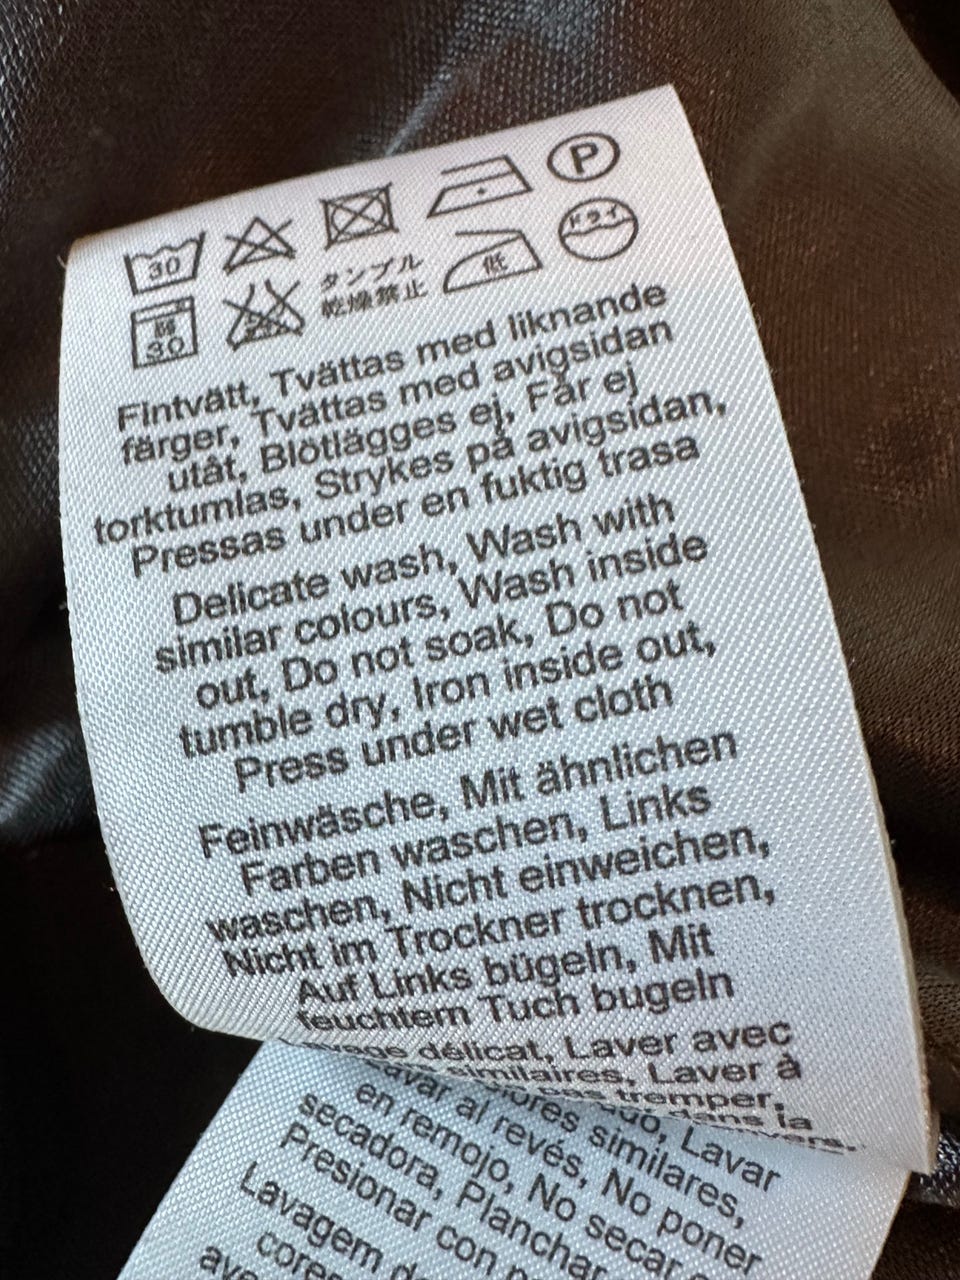 30 P
弱 30 タンブル 低 ドライ
乾燥禁止
Fintvätt, Tvättas med liknande
färger, Tvättas med avigsidan
utåt, Blötlägges ej, Får ej
torktumlas, Strykes på avigsidan,
Pressas under en fuktig trasa
Delicate wash, Wash with
similar colours, Wash inside
out, Do not soak, Do not
tumble dry, Iron inside out,
Press under wet cloth
Feinwäsche, Mit ähnlichen
Farben waschen, Links
waschen, Nicht einweichen,
Nicht im Trockner trocknen,
Auf Links bügeln, Mit
feuchtem Tuch bugeln
délicat, Laver avec
similaires, Laver à
pas tremper,
dans la
Lavar
similares,
Lavar al revés, No poner
en remojo, No secar
secadora, Planchar
Presionar con
Lavagem